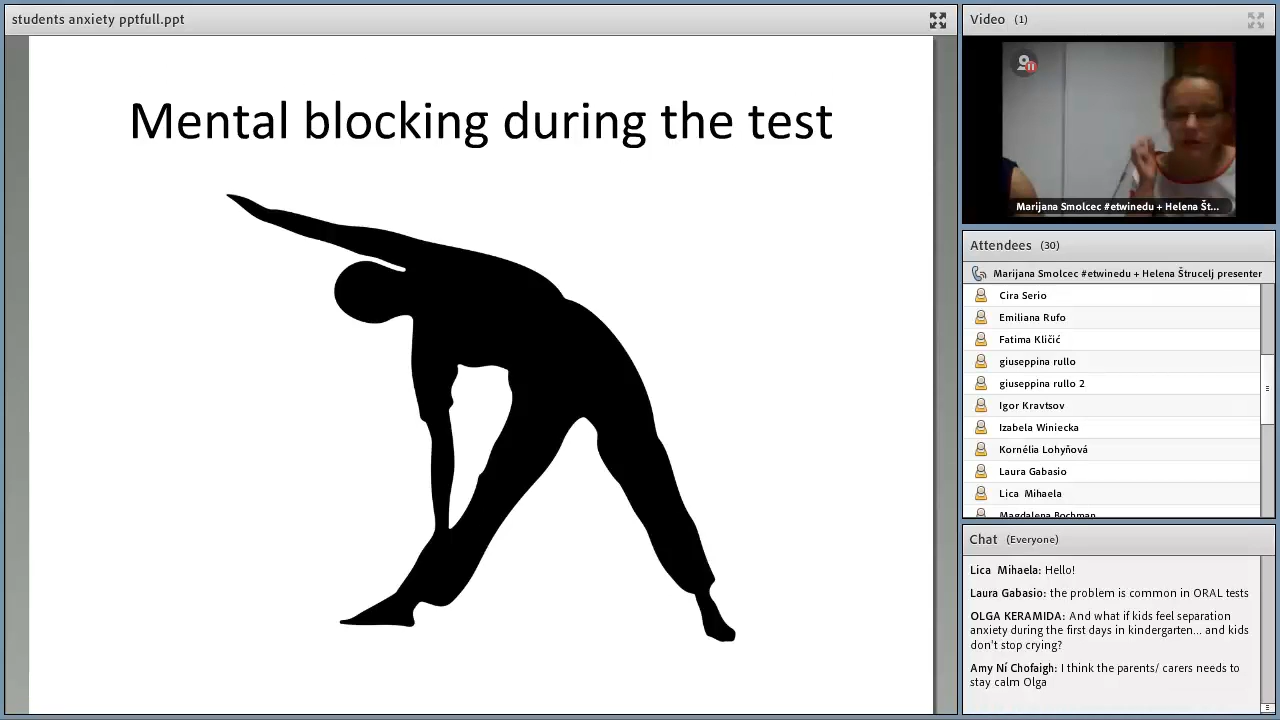 students anxiety pptfull.ppt
Mental blocking during the test
Video (1)
Marijana Smolcec #etwinedu + Helena Št...
Attendees (30)
Marijana Smolcec #etwinedu + Helena Štrucelj presenter
Cira Serio
Emiliana Rufo
Fatima Kličić
giuseppina rullo
giuseppina rullo 2
Igor Kravtsov
Izabela Winiecka
Kornélia Lohyňová
Laura Gabasio
Lica Mihaela
Magdalena Bochman
Chat (Everyone)
Lica Mihaela: Hello!
Laura Gabasio: the problem is common in ORAL tests
OLGA KERAMIDA: And what if kids feel separation
anxiety during the first days in kindergarten... and kids
don't stop crying?
Amy Ní Chofaigh: I think the parents/ carers needs to
stay calm Olga